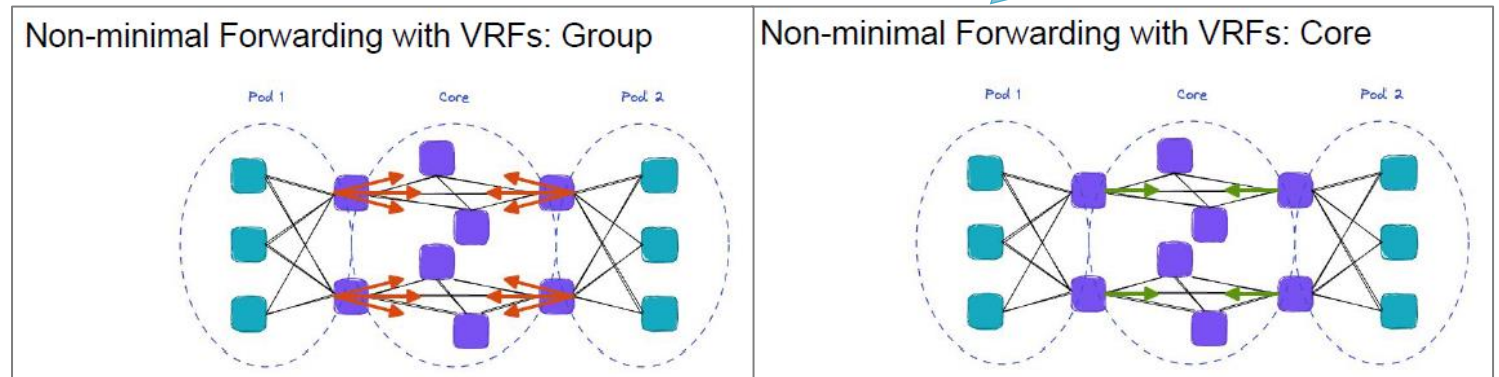 Non-minimal Forwarding with VRFs: Group
Pod 1
Core
Pod 2
Non-minimal Forwarding with VRFs: Core
Pod 1
Core
Pod 2